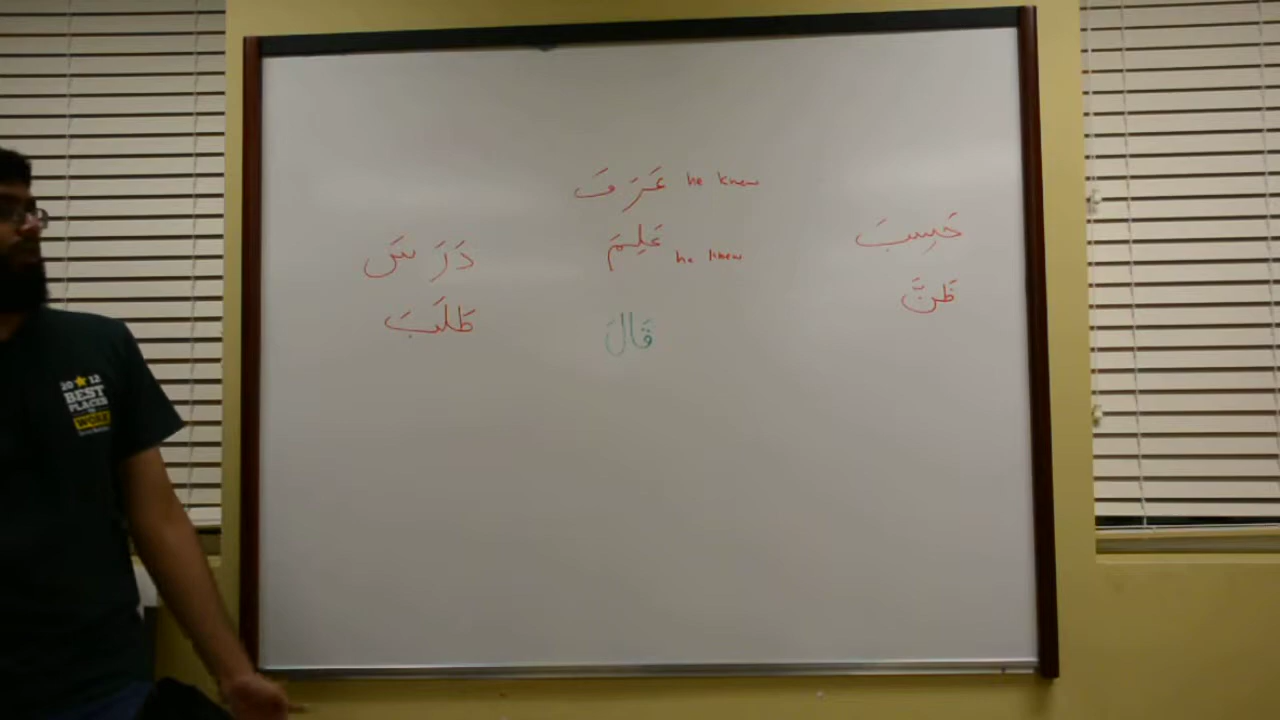 عَرَفَ he knew
عَلِمَ he knew
قَالَ
حَسِبَ
ظَنَّ
دَرَسَ
طَلَبَ
2012
BEST
PLACES
TO
WORK